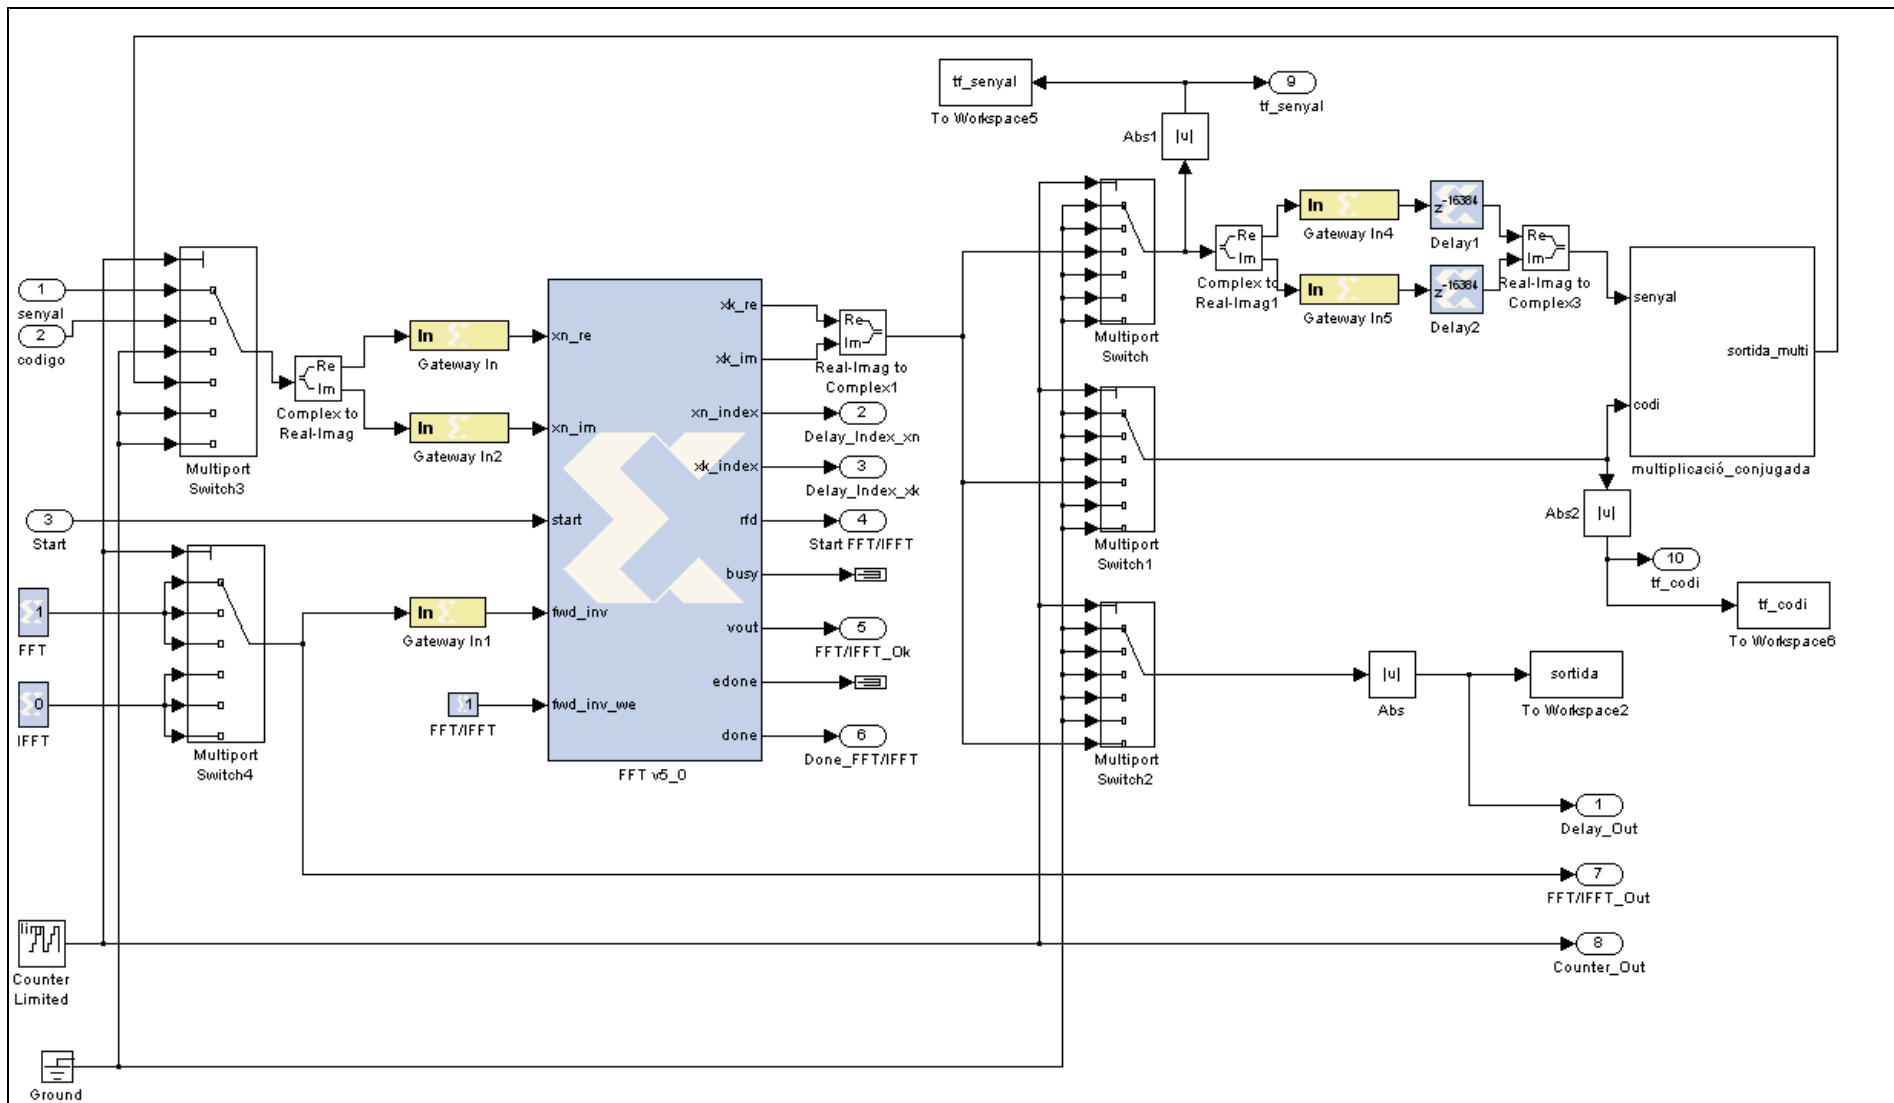 tf_senyal
To Workspace5
9
tf_senyal
Abs1
|u|
Multiport
Switch
Re
Im
Complex to
Real-Imag1
In
Gateway In4
In
Gateway In5
z-16384
Delay1
z-16384
Delay2
Re
Im
Real-Imag to
Complex3
senyal
codi
sortida_multi
multiplicació_conjugada
1
senyal
2
codigo
Multiport
Switch3
Re
Im
Complex to
Real-Imag
In
Gateway In
In
Gateway In2
3
Start
1
FFT
0
IFFT
Multiport
Switch4
In
Gateway In1
1
FFT/IFFT
xn_re
xn_im
start
fwd_inv
fwd_inv_we
xk_re
xk_im
xn_index
xk_index
rfd
busy
vout
edone
done
FFT v5_0
Re
Im
Real-Imag to
Complex1
2
Delay_Index_xn
3
Delay_Index_xk
4
Start FFT/IFFT
5
FFT/IFFT_Ok
6
Done_FFT/IFFT
Multiport
Switch1
Multiport
Switch2
Abs2
|u|
10
tf_codi
tf_codi
To Workspace6
|u|
Abs
sortida
To Workspace2
1
Delay_Out
7
FFT/IFFT_Out
8
Counter_Out
lim
Counter
Limited
Ground